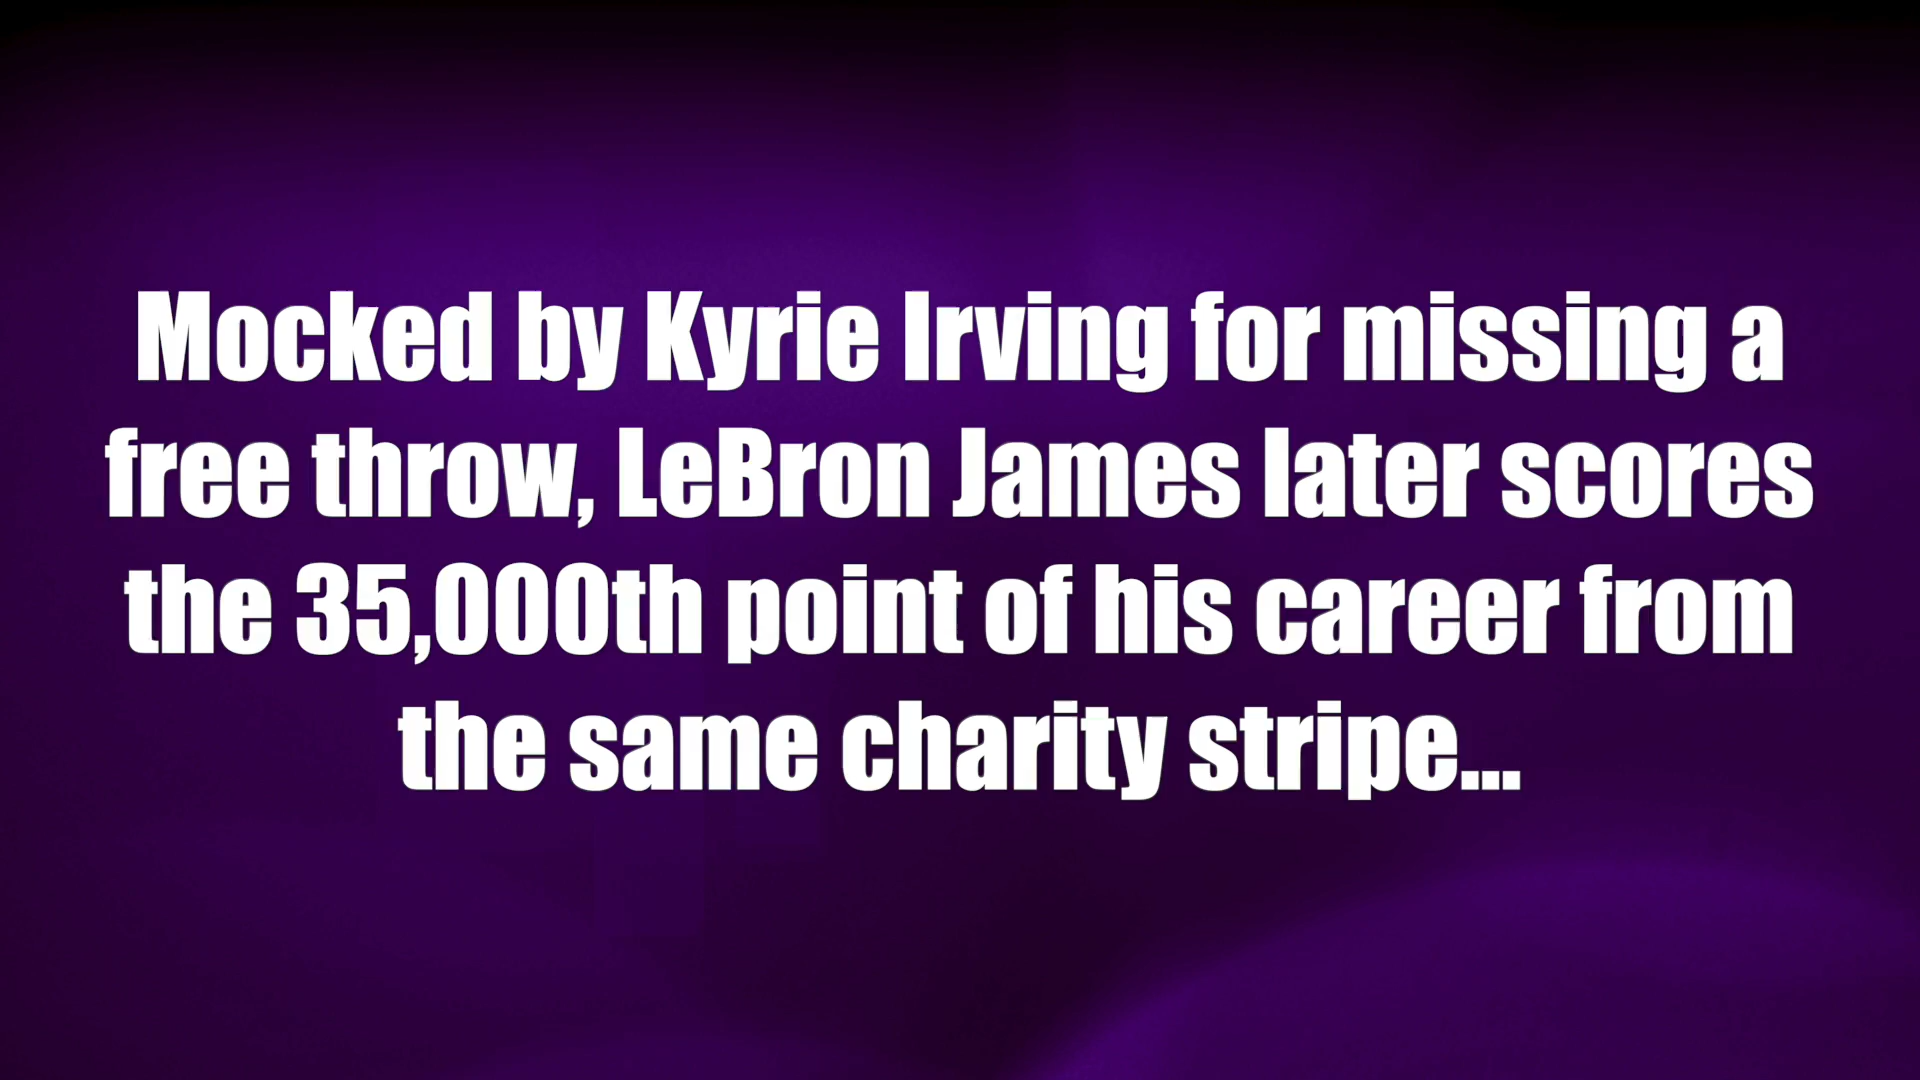 Mocked by Kyrie Irving for missing a
free throw, LeBron James later scores
the 35,000th point of his career from
the same charity stripe...